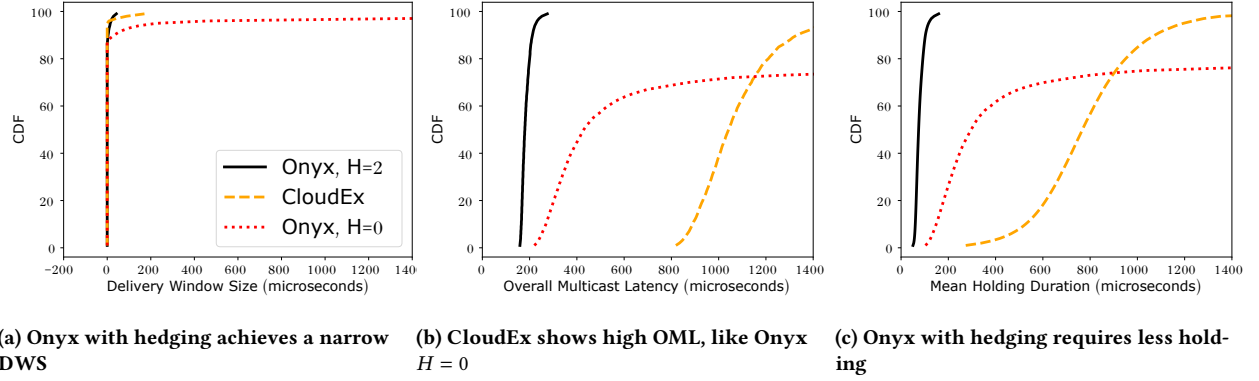 CDF
100
80
60
40
20
0
−200 0 200 400 600 800 1000 1200 1400
Delivery Window Size (microseconds)
Onyx, H=2
CloudEx
Onyx, H=0
CDF
100
80
60
40
20
0
0 200 400 600 800 1000 1200 1400
Overall Multicast Latency (microseconds)
CDF
100
80
60
40
20
0
0 200 400 600 800 1000 1200 1400
Mean Holding Duration (microseconds)
(a) Onyx with hedging achieves a narrow
DWS
(b) CloudEx shows high OML, like Onyx
H = 0
(c) Onyx with hedging requires less hold-
ing